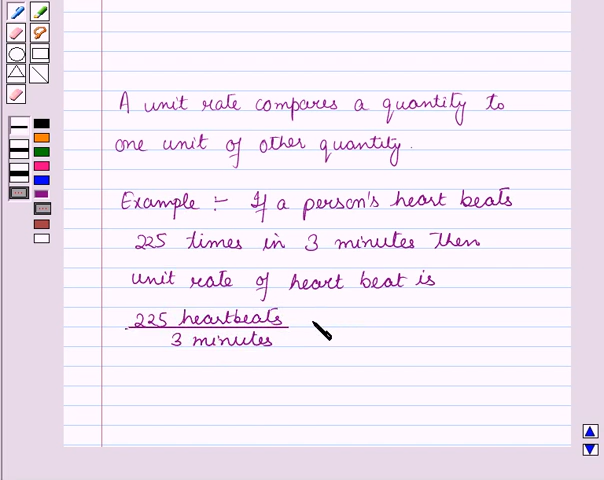 A unit rate compares a quantity to
one unit of other quantity.
Example :- If a person's heart beats
225 times in 3 minutes then
unit rate of heart beat is
225 heartbeats
3 minutes